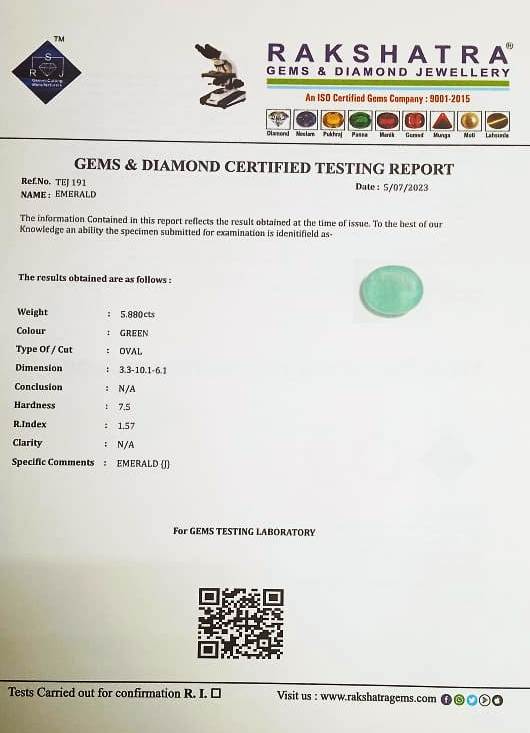 TM
S
R J
RAKSHATRA®
GEMS & DIAMOND JEWELLERY
An ISO Certified Gems Company : 9001-2015
Diamond Neelam Pukhraj Panna Manik Gomed Munga Moti Lahsunia
GEMS & DIAMOND CERTIFIED TESTING REPORT
Ref.No. TEJ 191
Date : 5/07/2023
NAME : EMERALD
The information Contained in this report reflects the result obtained at the time of issue. To the best of our
Knowledge an ability the specimen submitted for examination is idenitifield as-
The results obtained are as follows :
Weight : 5.880cts
Colour : GREEN
Type Of / Cut : OVAL
Dimension : 3.3-10.1-6.1
Conclusion : N/A
Hardness : 7.5
R.Index : 1.57
Clarity : N/A
Specific Comments : EMERALD (J)
For GEMS TESTING LABORATORY
Tests Carried out for confirmation R. I. ☐
Visit us : www.rakshatragems.com